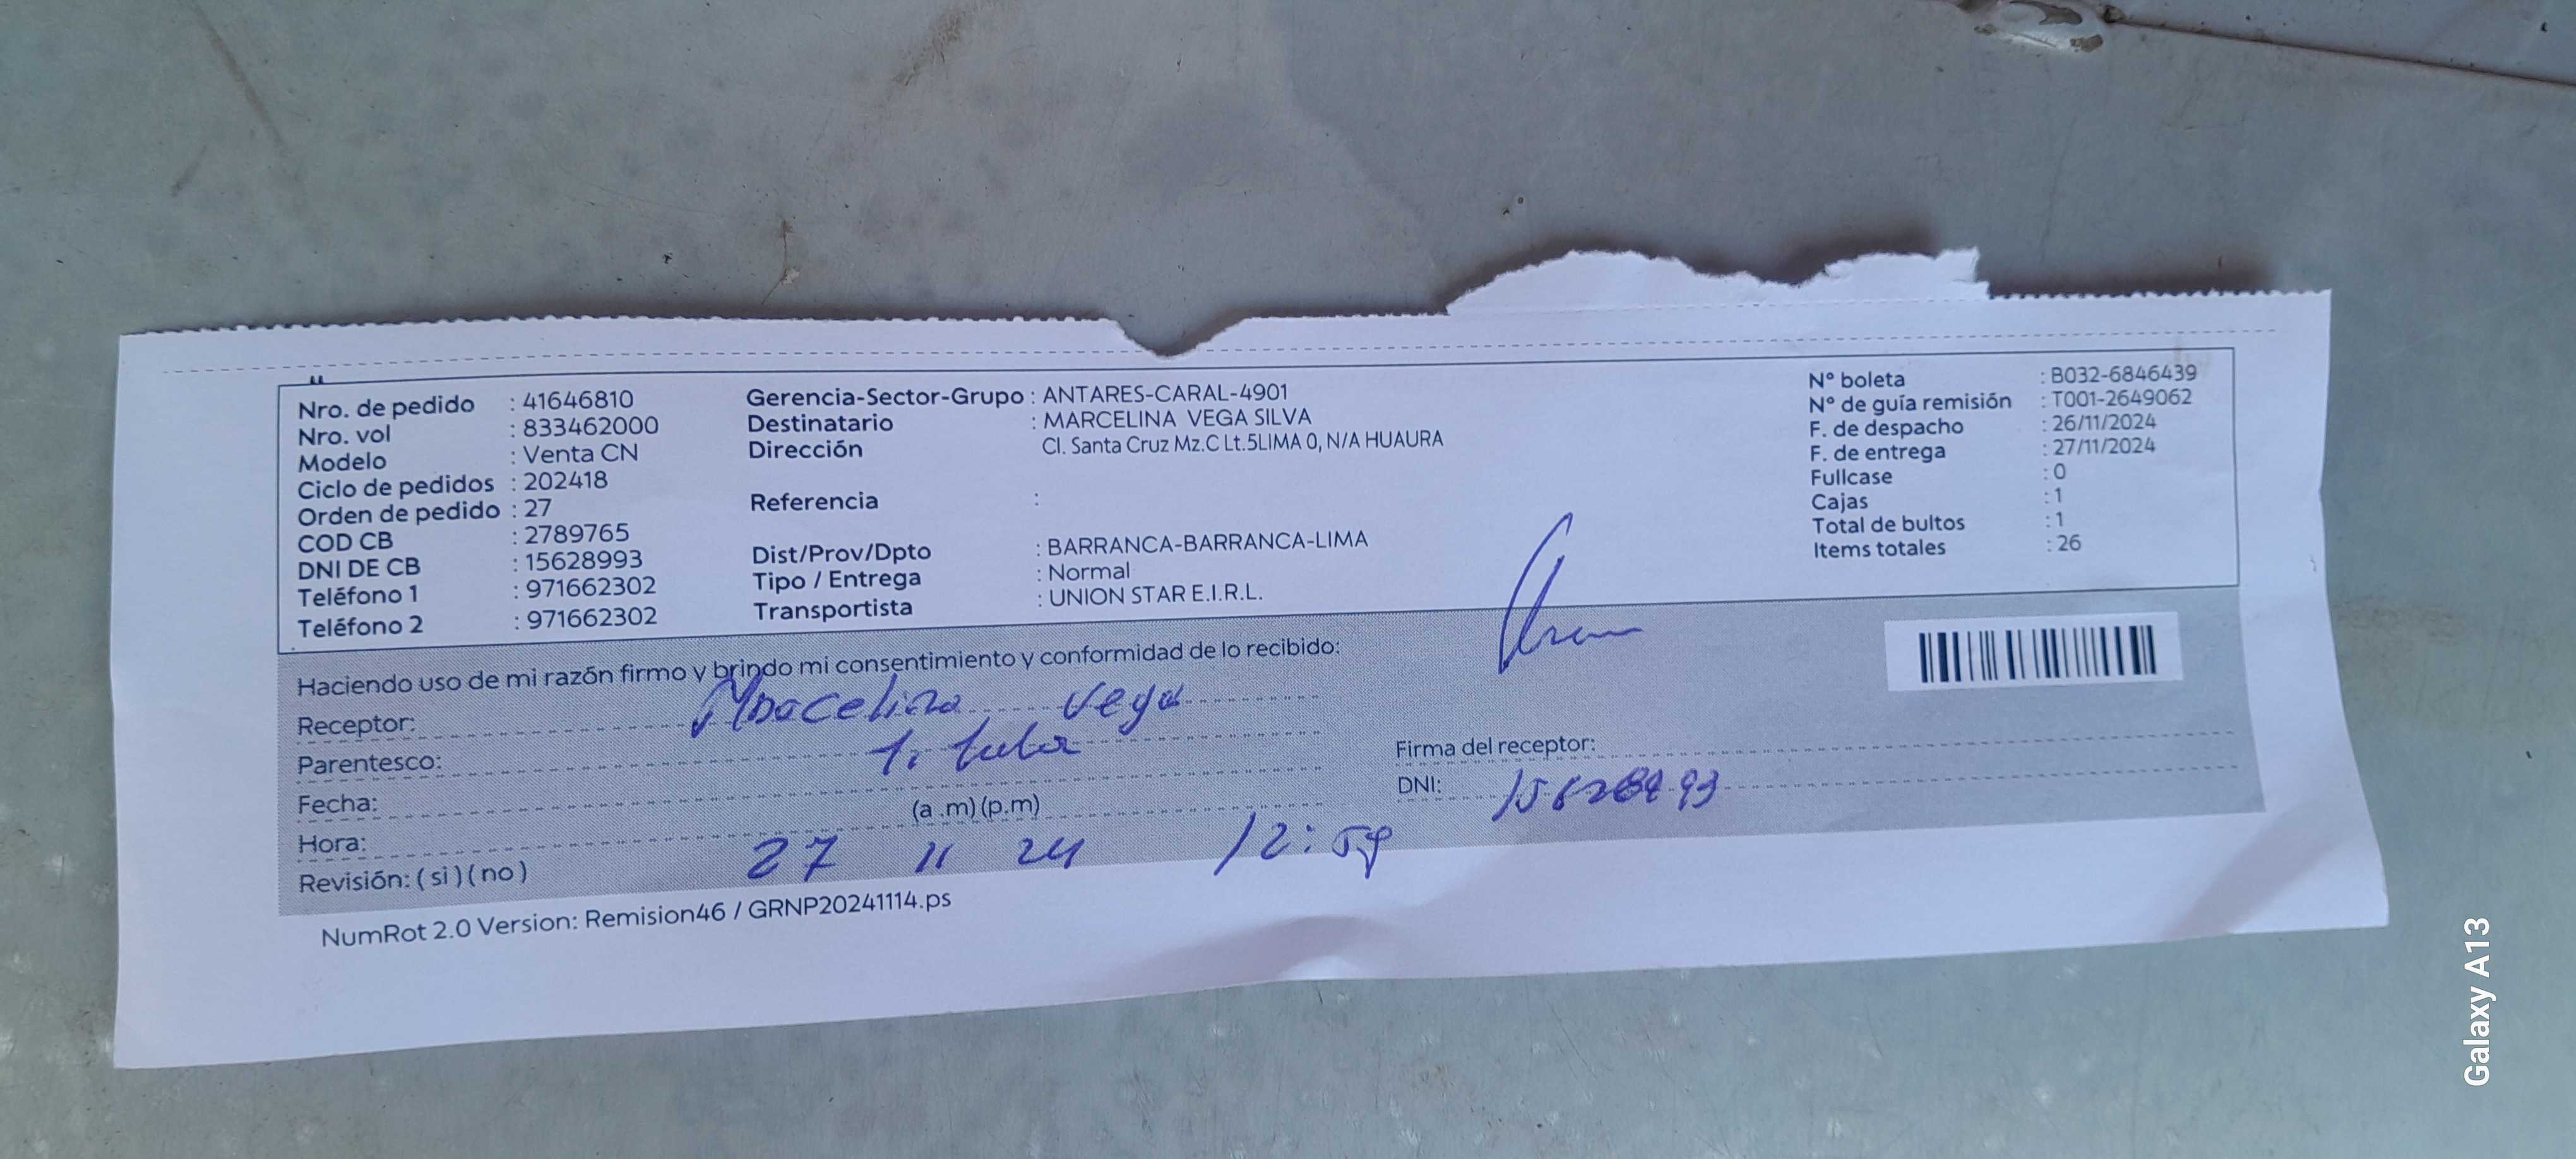 Nro. de pedido : 41646810
Nro. vol : 833462000
Modelo : Venta CN
Ciclo de pedidos : 202418
Orden de pedido : 27
COD CB : 2789765
DNI DE CB : 15628993
Teléfono 1 : 971662302
Teléfono 2 : 971662302
Gerencia-Sector-Grupo : ANTARES-CARAL-4901
Destinatario : MARCELINA VEGA SILVA
Dirección Cl. Santa Cruz Mz.C Lt.5LIMA 0, N/A HUAURA
Referencia :
Dist/Prov/Dpto : BARRANCA-BARRANCA-LIMA
Tipo / Entrega : Normal
Transportista : UNION STAR E.I.R.L.
N° boleta : B032-6846439
N° de guía remisión : T001-2649062
F. de despacho : 26/11/2024
F. de entrega : 27/11/2024
Fullcase : 0
Cajas : 1
Total de bultos : 1
Items totales : 26
Haciendo uso de mi razón firmo y brindo mi consentimiento y conformidad de lo recibido:
Receptor: Marcelina Vega
Parentesco: titular
Fecha:
(a .m) (p.m)
Hora:
27 11 24 12:59
Revisión: ( sì ) ( no )
Firma del receptor:
DNI: 15628993
NumRot 2.0 Version: Remision46 / GRNP20241114.ps
Galaxy A13